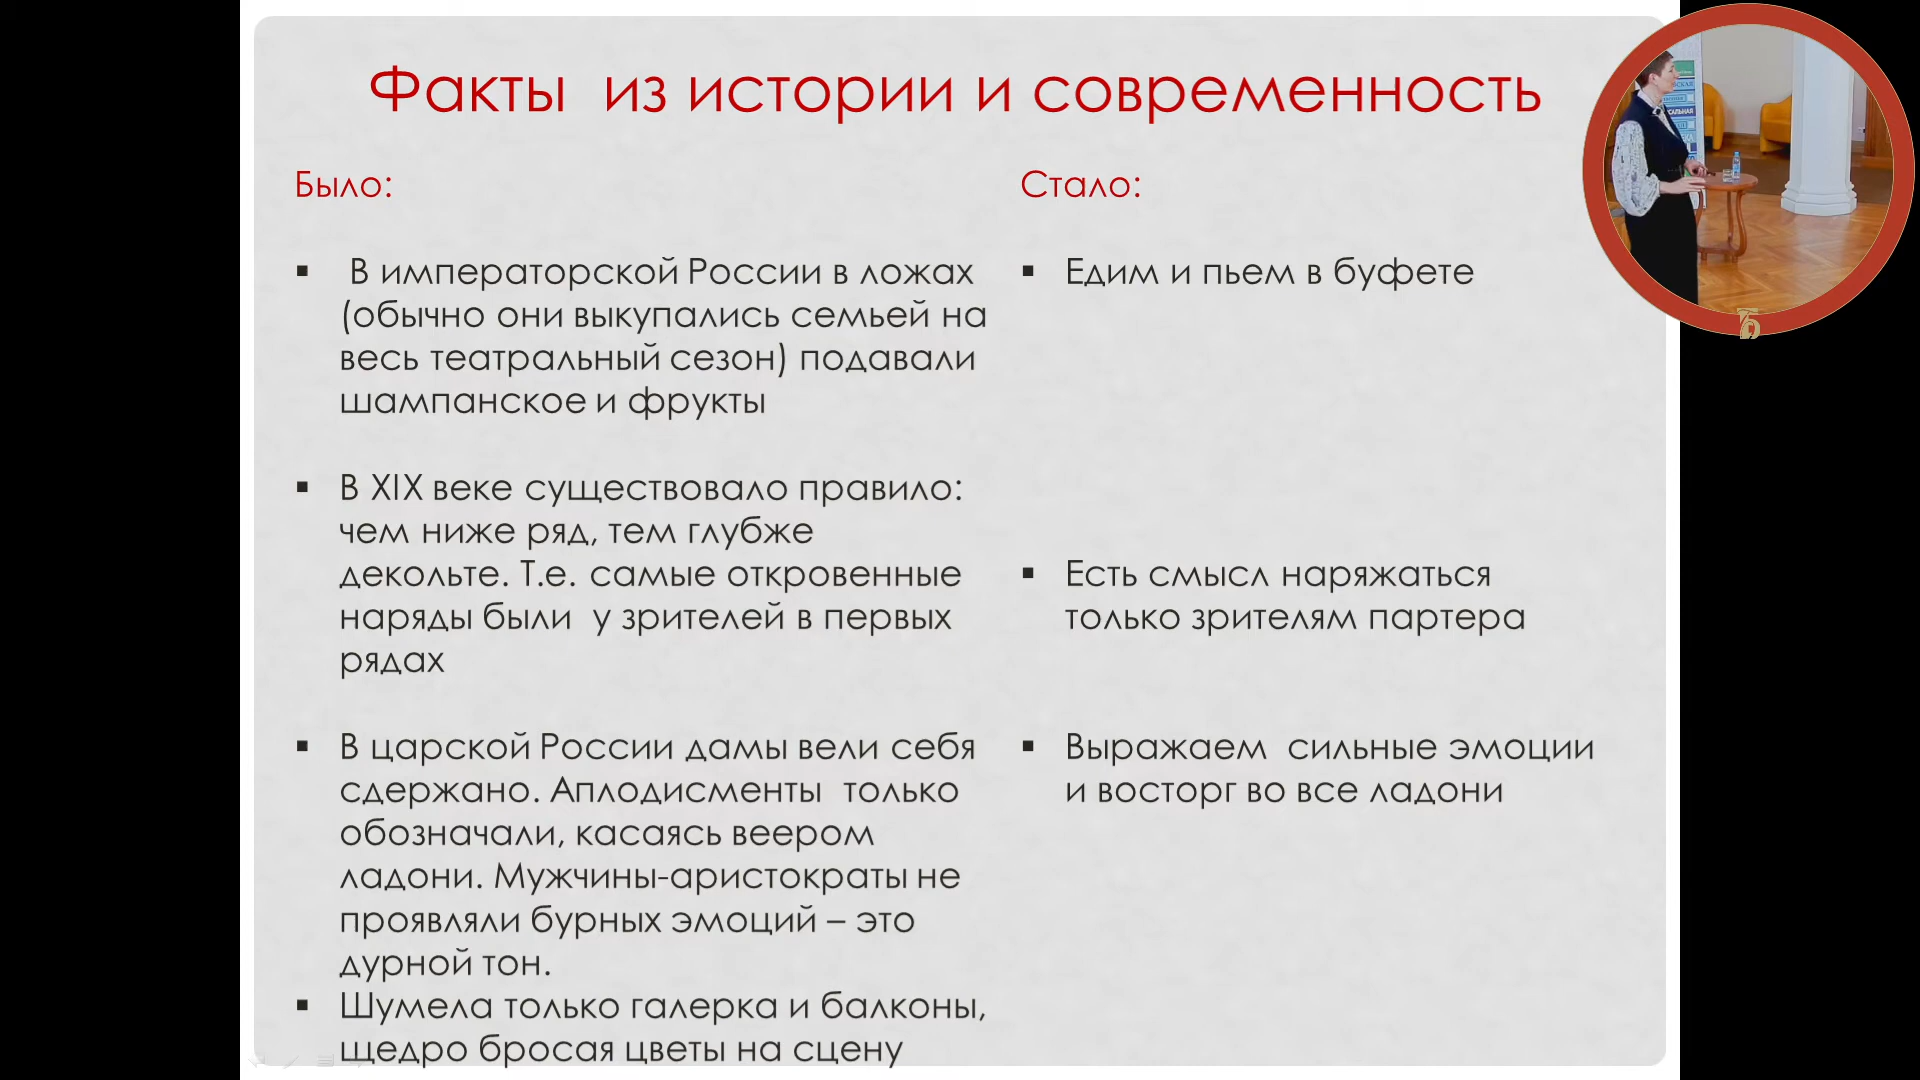 Факты из истории и современность
Было:
В императорской России в ложах
(обычно они выкупались семьей на
весь театральный сезон) подавали
шампанское и фрукты
В XIX веке существовало правило:
чем ниже ряд, тем глубже
декольте. Т.е. самые откровенные
наряды были у зрителей в первых
рядах
В царской России дамы вели себя
сдержано. Аплодисменты только
обозначали, касаясь веером
ладони. Мужчины-аристократы не
проявляли бурных эмоций – это
дурной тон.
Шумела только галерка и балконы,
щедро бросая цветы на сцену
Стало:
Едим и пьем в буфете
Есть смысл наряжаться
только зрителям партера
Выражаем сильные эмоции
и восторг во все ладони